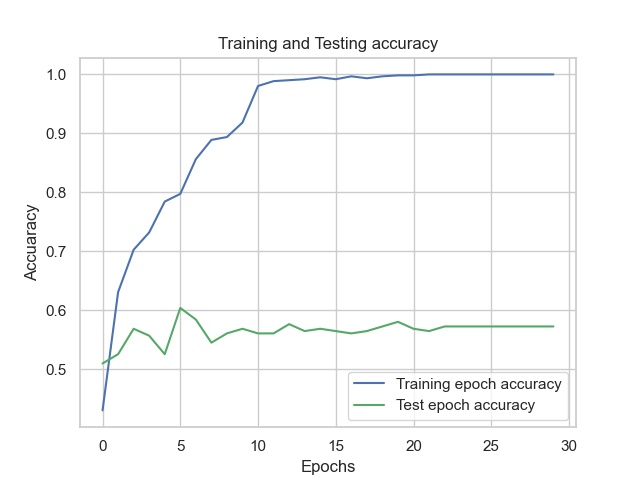 Training and Testing accuracy
1.0
0.9
0.8
0.7
0.6
0.5
Accuaracy
0
5
10
15
20
25
30
Epochs
Training epoch accuracy
Test epoch accuracy